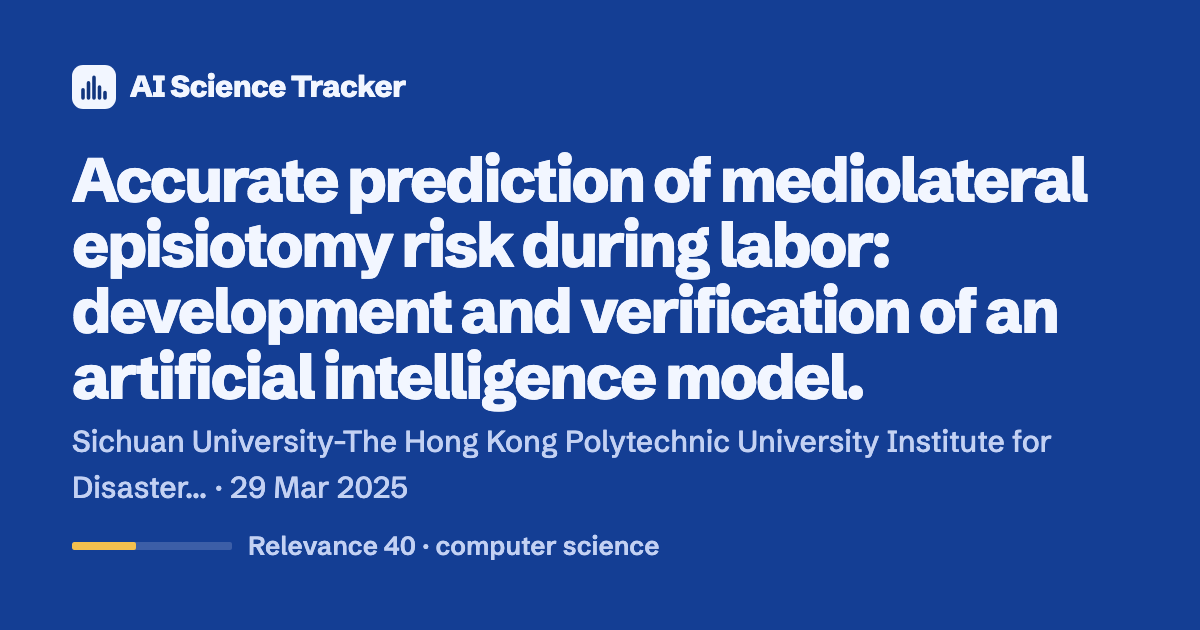 AI Science Tracker
Accurate prediction of mediolateral
episiotomy risk during labor:
development and verification of an
artificial intelligence model.
Sichuan University-The Hong Kong Polytechnic University Institute for
Disaster... · 29 Mar 2025
Relevance 40 · computer science